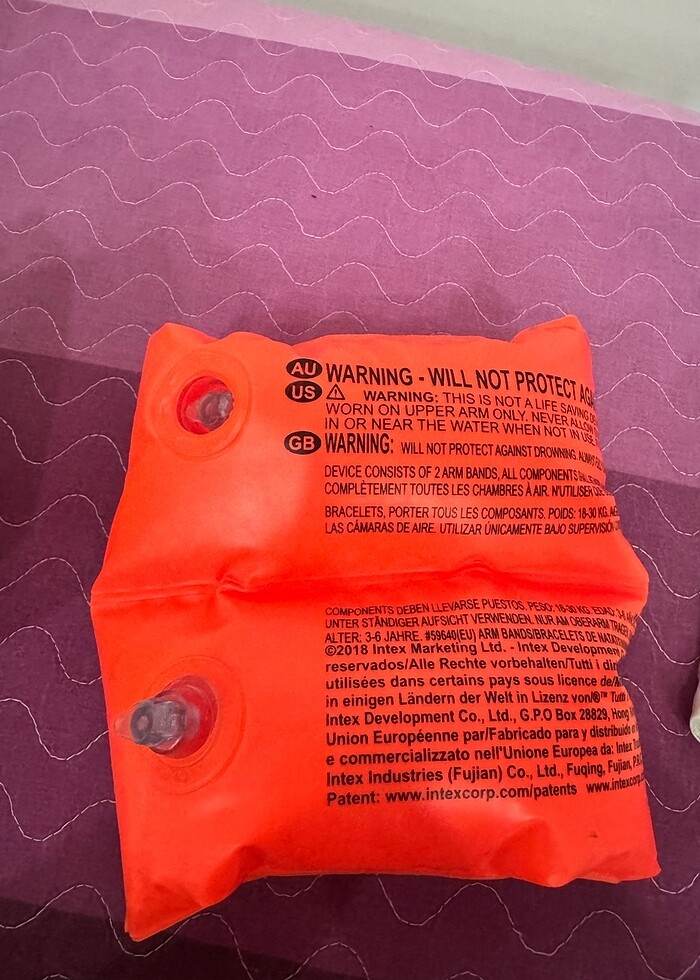 AU WARNING - WILL NOT PROTECT
US WARNING: THIS IS NOT A LIFE SAVING
WORN ON UPPER ARM ONLY. NEVER ALLOW
IN OR NEAR THE WATER WHEN NOT IN USE.
GB WARNING: WILL NOT PROTECT AGAINST DROWNING.
DEVICE CONSISTS OF 2 ARM BANDS, ALL COMPONENTS
COMPLÈTEMENT TOUTES LES CHAMBRES À AIR. N'UTILISER
BRACELETS, PORTER TOUS LES COMPOSANTS. POIDS: 18-30 KG.
LAS CÁMARAS DE AIRE. UTILIZAR ÚNICAMENTE BAJO SUPERVISIÓN
COMPONENTS DEBEN LLEVARSE PUESTOS. PESO: 18-30 KG. EDAD: 3-6
UNTER STÄNDIGER AUFSICHT VERWENDEN. NUR AM OBERARM
ALTER: 3-6 JAHRE. #59640(EU) ARM BANDS/BRACELETS DE
©2018 Intex Marketing Ltd. - Intex Development
reservados/Alle Rechte vorbehalten/Tutti i
utilisées dans certains pays sous licence
in einigen Ländern der Welt in Lizenz von/®™ Tutti
Intex Development Co., Ltd., G.P.O Box 28829, Hong
Union Européenne par/Fabricado para y distribuido
e commercializzato nell'Unione Europea da: Intex
Intex Industries (Fujian) Co., Ltd., Fuqing, Fujian,
Patent: www.intexcorp.com/patents